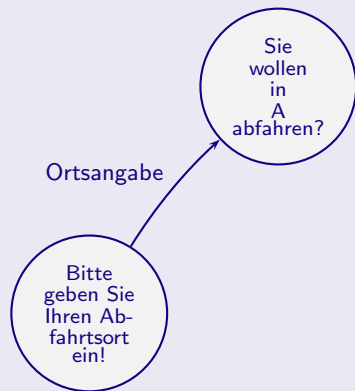 Sie
wollen
in
A
abfahren?
Ortsangabe
Bitte
geben Sie
Ihren Ab-
fahrtsort
ein!